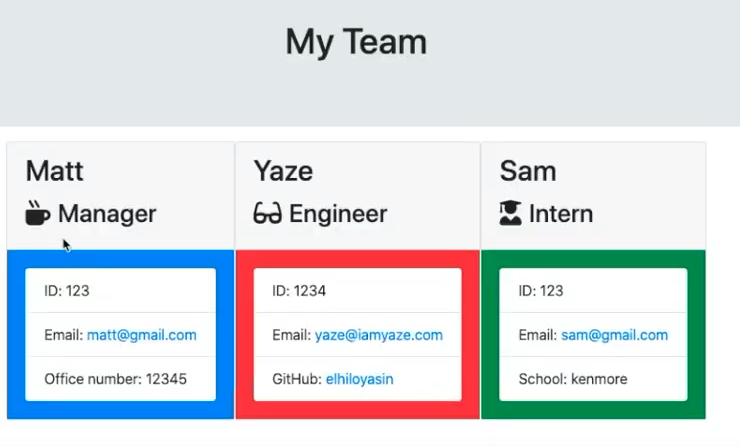 My Team
Matt
Manager
ID: 123
Email: matt@gmail.com
Office number: 12345
Yaze
Engineer
ID: 1234
Email: yaze@iamyaze.com
GitHub: elhiloyasin
Sam
Intern
ID: 123
Email: sam@gmail.com
School: kenmore